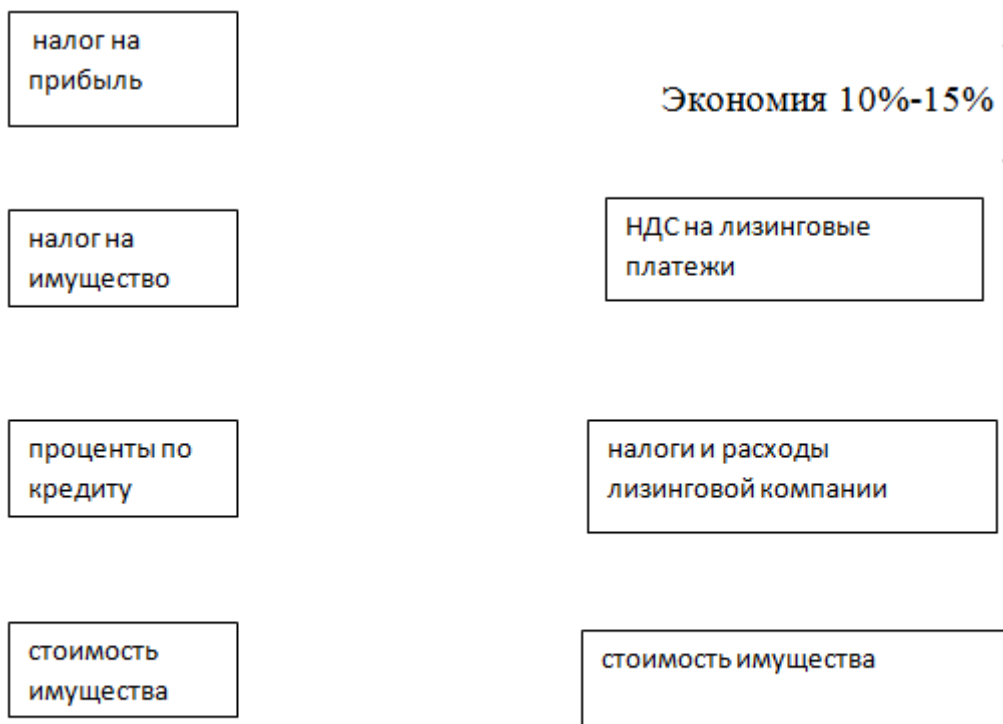 налог на
прибыль
Экономия 10%-15%
налог на
имущество
НДС на лизинговые
платежи
проценты по
кредиту
налоги и расходы
лизинговой компании
стоимость
имущества
стоимость имущества